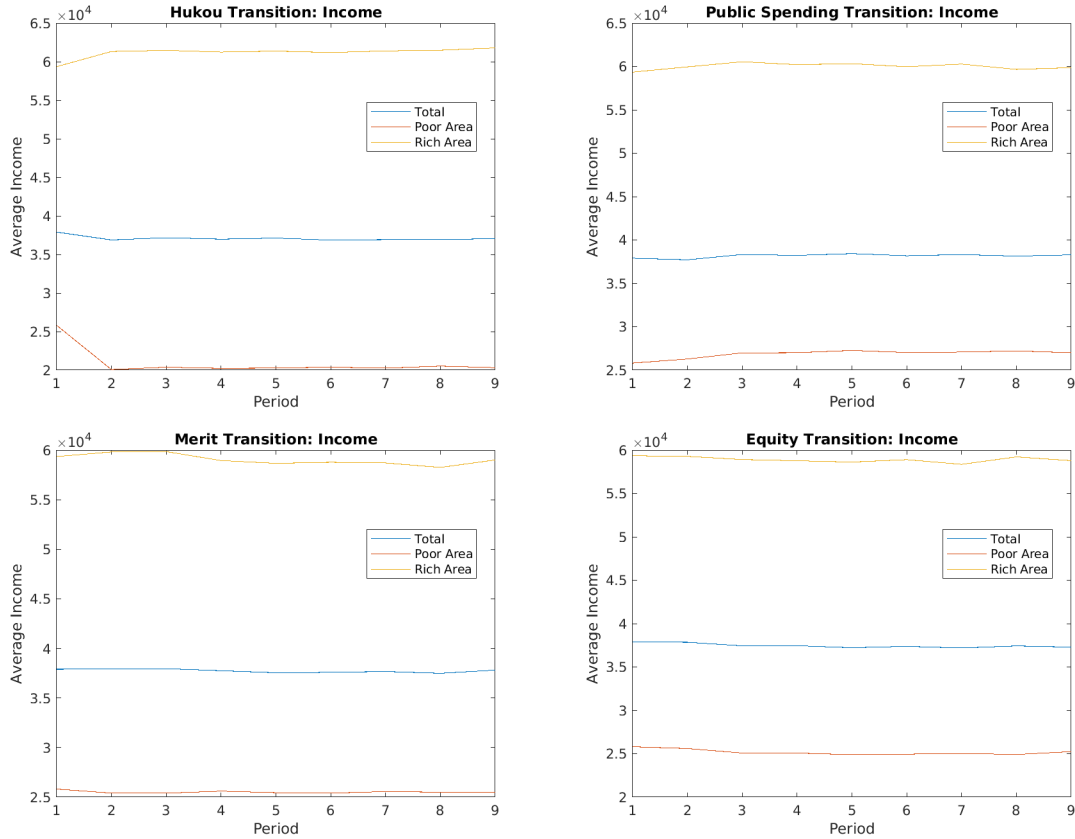 Hukou Transition: Income
×10^4
6.5
6
5.5
5
4.5
4
3.5
3
2.5
2
Average Income
Total
Poor Area
Rich Area
1 2 3 4 5 6 7 8 9
Period
Public Spending Transition: Income
×10^4
6.5
6
5.5
5
4.5
4
3.5
3
2.5
Average Income
Total
Poor Area
Rich Area
1 2 3 4 5 6 7 8 9
Period
Merit Transition: Income
×10^4
6
5.5
5
4.5
4
3.5
3
2.5
Average Income
Total
Poor Area
Rich Area
1 2 3 4 5 6 7 8 9
Period
Equity Transition: Income
×10^4
6
5.5
5
4.5
4
3.5
3
2.5
2
Average Income
Total
Poor Area
Rich Area
1 2 3 4 5 6 7 8 9
Period